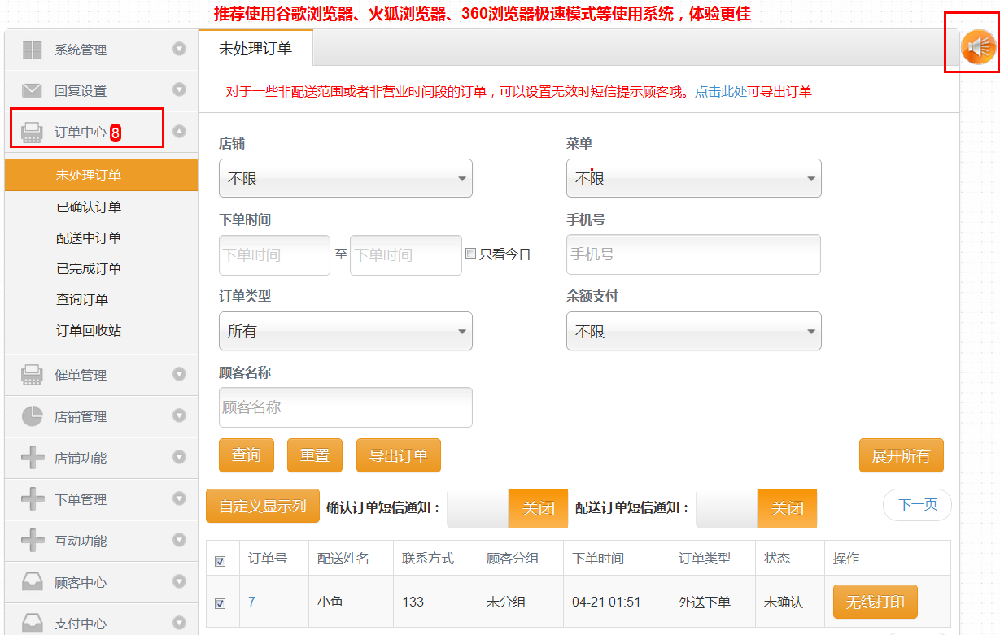 推荐使用谷歌浏览器、火狐浏览器、360浏览器极速模式等使用系统，体验更佳
系统管理
回复设置
订单中心 8
未处理订单
已确认订单
配送中订单
已完成订单
查询订单
订单回收站
催单管理
店铺管理
店铺功能
下单管理
互动功能
顾客中心
支付中心
未处理订单
对于一些非配送范围或者非营业时间段的订单，可以设置无效时短信提示顾客哦。点击此处可导出订单
店铺 菜单
不限 不限
下单时间 手机号
下单时间 至 下单时间 只看今日 手机号
订单类型 余额支付
所有 不限
顾客名称
顾客名称
查询 重置 导出订单 展开所有
自定义显示列 确认订单短信通知： 关闭 配送订单短信通知： 关闭 下一页
订单号 配送姓名 联系方式 顾客分组 下单时间 订单类型 状态 操作
7 小鱼 133 未分组 04-21 01:51 外送下单 未确认 无线打印